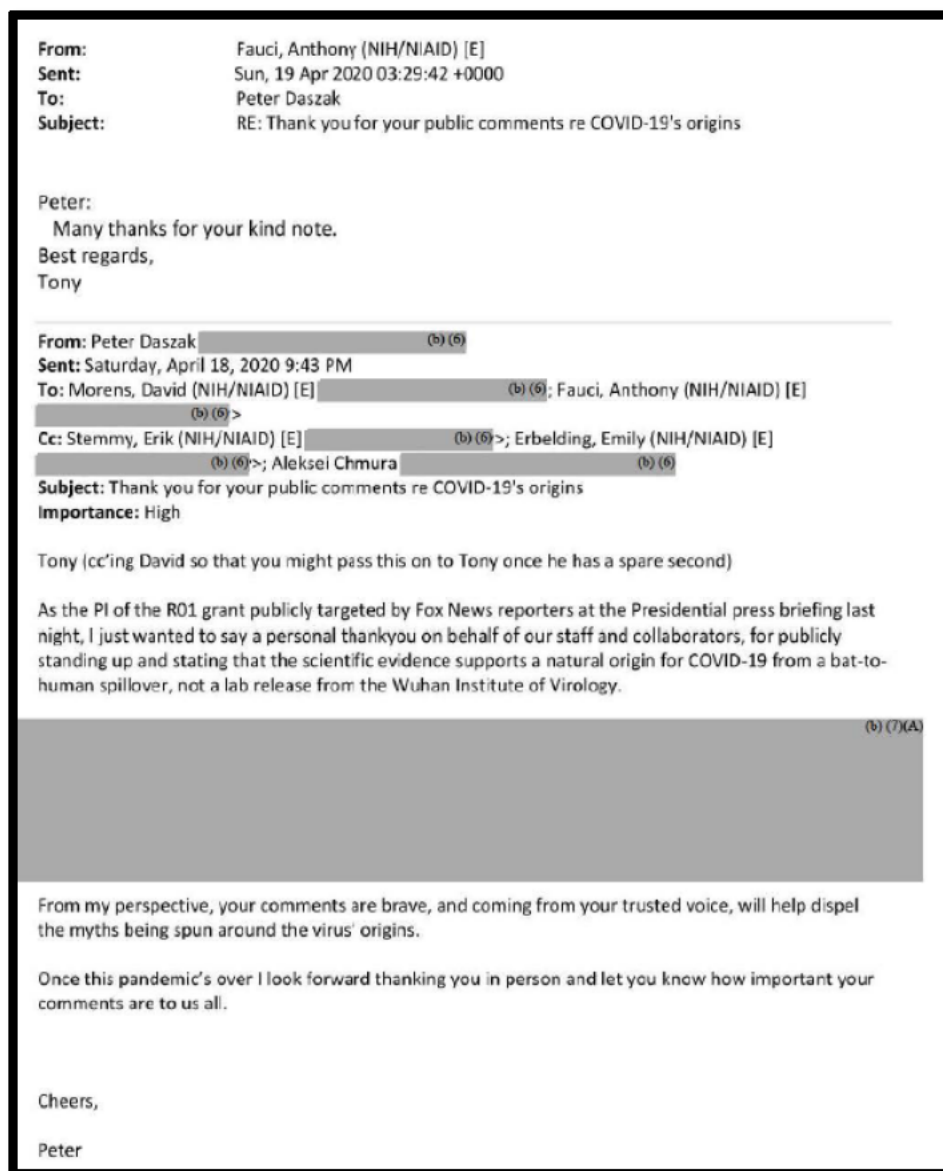 From: Fauci, Anthony (NIH/NIAID) [E]
Sent: Sun, 19 Apr 2020 03:29:42 +0000
To: Peter Daszak
Subject: RE: Thank you for your public comments re COVID-19's origins
Peter:
Many thanks for your kind note.
Best regards,
Tony
From: Peter Daszak (b) (6)
Sent: Saturday, April 18, 2020 9:43 PM
To: Morens, David (NIH/NIAID) [E] (b) (6); Fauci, Anthony (NIH/NIAID) [E]
(b) (6)>
Cc: Stemmy, Erik (NIH/NIAID) [E] (b) (6)>; Erbelding, Emily (NIH/NIAID) [E]
(b) (6)>; Aleksei Chmura (b) (6)
Subject: Thank you for your public comments re COVID-19's origins
Importance: High
Tony (cc'ing David so that you might pass this on to Tony once he has a spare second)
As the PI of the R01 grant publicly targeted by Fox News reporters at the Presidential press briefing last
night, I just wanted to say a personal thankyou on behalf of our staff and collaborators, for publicly
standing up and stating that the scientific evidence supports a natural origin for COVID-19 from a bat-to-
human spillover, not a lab release from the Wuhan Institute of Virology.
(b) (7)(A)
From my perspective, your comments are brave, and coming from your trusted voice, will help dispel
the myths being spun around the virus' origins.
Once this pandemic's over I look forward thanking you in person and let you know how important your
comments are to us all.
Cheers,
Peter